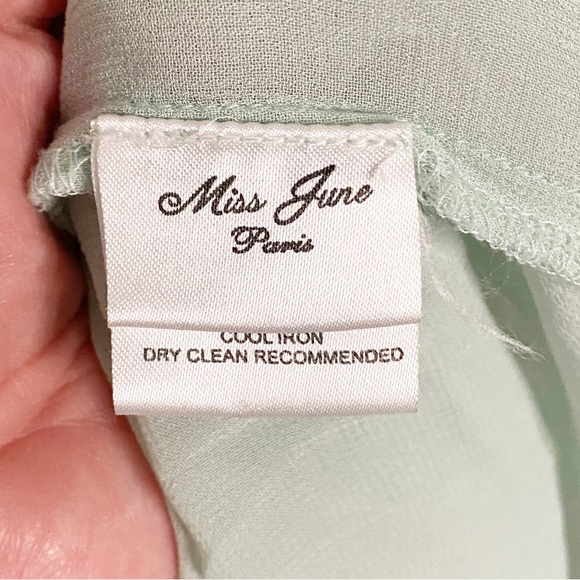 Miss June
Paris
COOL IRON
DRY CLEAN RECOMMENDED